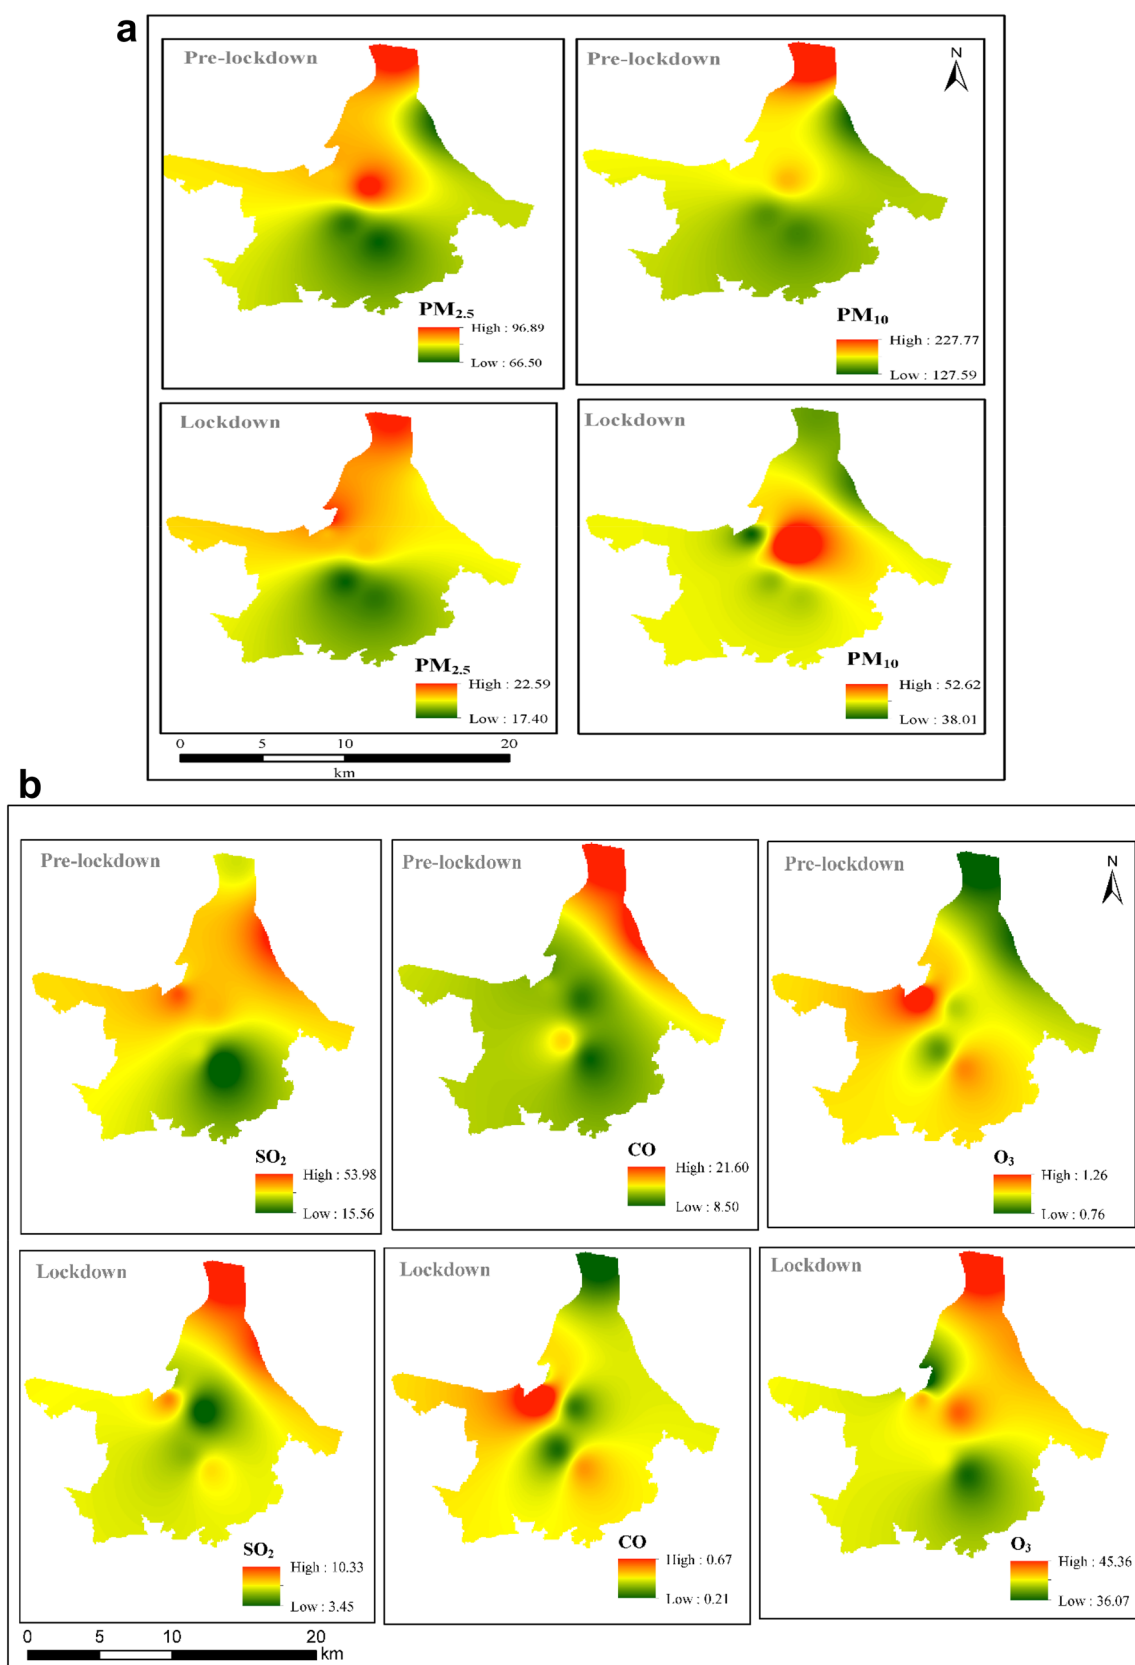 a
Pre-lockdown
PM2.5
High : 96.89
Low : 66.50
Pre-lockdown
N
PM10
High : 227.77
Low : 127.59
Lockdown
PM2.5
High : 22.59
Low : 17.40
Lockdown
PM10
High : 52.62
Low : 38.01
0 5 10 20
km
b
Pre-lockdown
SO2
High : 53.98
Low : 15.56
Pre-lockdown
CO
High : 21.60
Low : 8.50
Pre-lockdown
N
O3
High : 1.26
Low : 0.76
Lockdown
SO2
High : 10.33
Low : 3.45
Lockdown
CO
High : 0.67
Low : 0.21
Lockdown
O3
High : 45.36
Low : 36.07
0 5 10 20
km